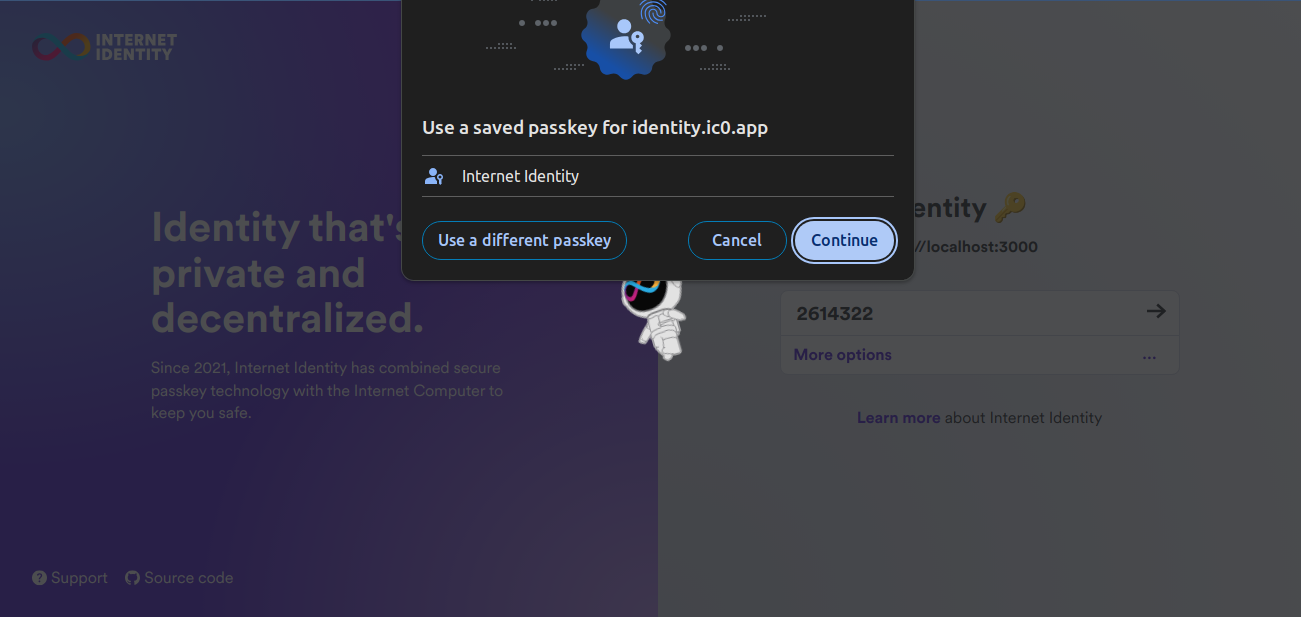 INTERNET
IDENTITY
Use a saved passkey for identity.ic0.app
Internet Identity
Use a different passkey
Cancel
Continue
Identity that's
private and
decentralized.
Since 2021, Internet Identity has combined secure
passkey technology with the Internet Computer to
keep you safe.
Support
Source code
entity
//localhost:3000
2614322
More options
...
Learn more about Internet Identity